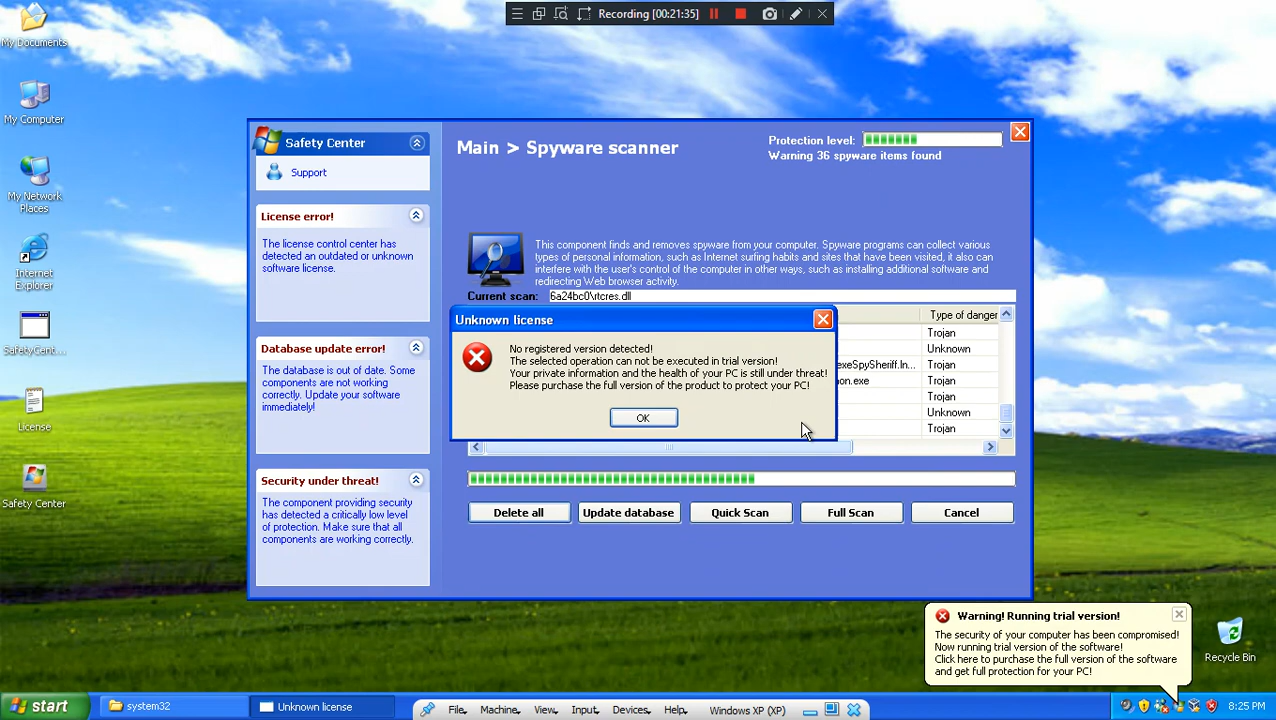 Recording [00:21:35]
My Documents
My Computer
My Network
Places
Internet
Explorer
SafetyCent...
License
Safety Center
Safety Center
Support
License error!
The license control center has
detected an outdated or unknown
software license.
Database update error!
The database is out of date. Some
components are not working
correctly. Update your software
immediately!
Security under threat!
The component providing security
has detected a critically low level
of protection. Make sure that all
components are working correctly.
Main > Spyware scanner
Protection level:
Warning 36 spyware items found
This component finds and removes spyware from your computer. Spyware programs can collect various
types of personal information, such as Internet surfing habits and sites that have been visited, it also can
interfere with the user's control of the computer in other ways, such as installing additional software and
redirecting Web browser activity.
Current scan: 6a24bc0\rtcres.dll
Type of danger
Trojan
Unknown
exeSpySheriff.In... Trojan
non.exe Trojan
Trojan
Unknown
Trojan
Unknown license
No registered version detected!
The selected operation can not be executed in trial version!
Your private information and the health of your PC is still under threat!
Please purchase the full version of the product to protect your PC!
OK
Delete all Update database Quick Scan Full Scan Cancel
Warning! Running trial version!
The security of your computer has been compromised!
Now running trial version of the software!
Click here to purchase the full version of the software
and get full protection for your PC!
Recycle Bin
start system32 Unknown license File, Machine, View, Input, Devices, Help, Windows XP (XP) 8:25 PM